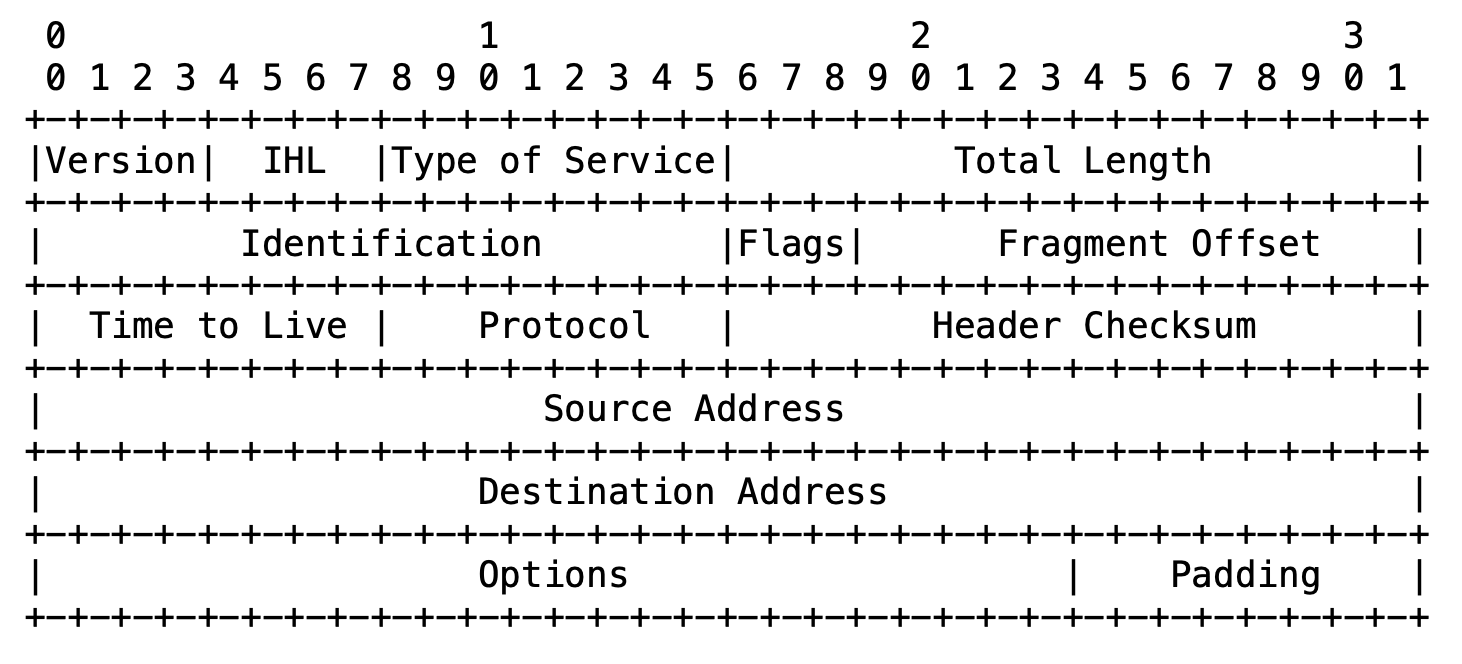 0                   1                   2                   3
 0 1 2 3 4 5 6 7 8 9 0 1 2 3 4 5 6 7 8 9 0 1 2 3 4 5 6 7 8 9 0 1
+-+-+-+-+-+-+-+-+-+-+-+-+-+-+-+-+-+-+-+-+-+-+-+-+-+-+-+-+-+-+-+-+
|Version|  IHL  |Type of Service|          Total Length         |
+-+-+-+-+-+-+-+-+-+-+-+-+-+-+-+-+-+-+-+-+-+-+-+-+-+-+-+-+-+-+-+-+
|         Identification        |Flags|      Fragment Offset    |
+-+-+-+-+-+-+-+-+-+-+-+-+-+-+-+-+-+-+-+-+-+-+-+-+-+-+-+-+-+-+-+-+
|  Time to Live |    Protocol   |         Header Checksum       |
+-+-+-+-+-+-+-+-+-+-+-+-+-+-+-+-+-+-+-+-+-+-+-+-+-+-+-+-+-+-+-+-+
|                       Source Address                          |
+-+-+-+-+-+-+-+-+-+-+-+-+-+-+-+-+-+-+-+-+-+-+-+-+-+-+-+-+-+-+-+-+
|                    Destination Address                        |
+-+-+-+-+-+-+-+-+-+-+-+-+-+-+-+-+-+-+-+-+-+-+-+-+-+-+-+-+-+-+-+-+
|                    Options                    |    Padding    |
+-+-+-+-+-+-+-+-+-+-+-+-+-+-+-+-+-+-+-+-+-+-+-+-+-+-+-+-+-+-+-+-+